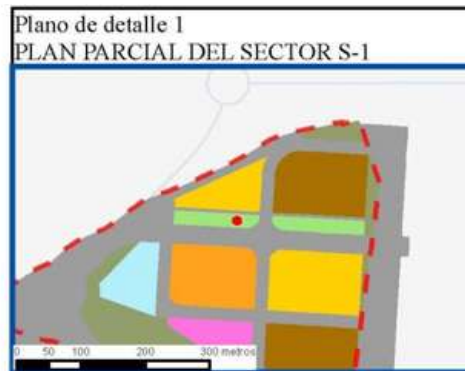 Plano de detalle 1
PLAN PARCIAL DEL SECTOR S-1
0 50 100 200 300 metros